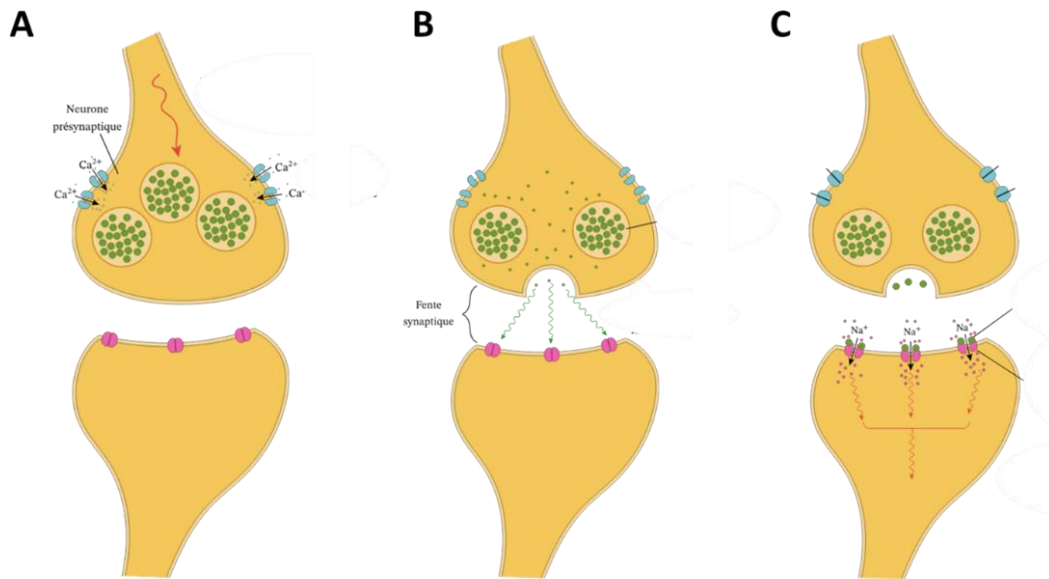 A
B
C
Neurone
présynaptique
Ca²⁺
Ca²⁺
Ca²⁺
Ca⁻
Fente
synaptique
Na⁺
Na⁺
Na